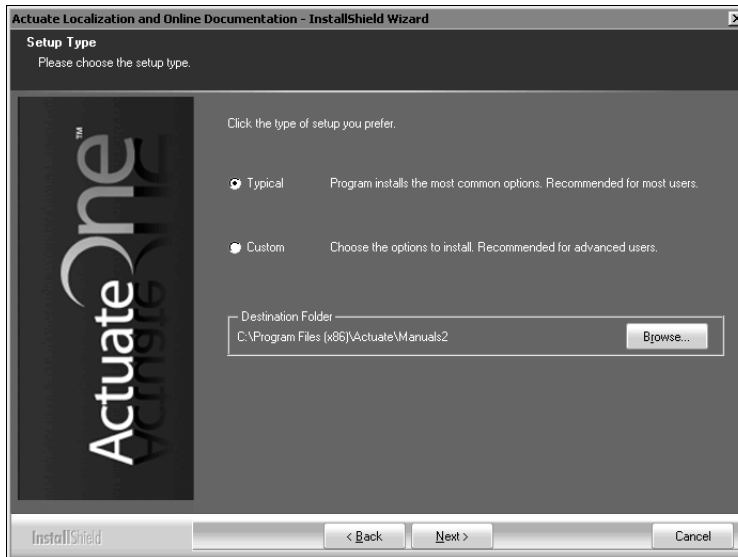 Actuate Localization and Online Documentation - InstallShield Wizard
Setup Type
Please choose the setup type.
ActuateOne™
Click the type of setup you prefer.
Typical Program installs the most common options. Recommended for most users.
Custom Choose the options to install. Recommended for advanced users.
Destination Folder
C:\Program Files (x86)\Actuate\Manuals2
Browse...
InstallShield
< Back
Next >
Cancel